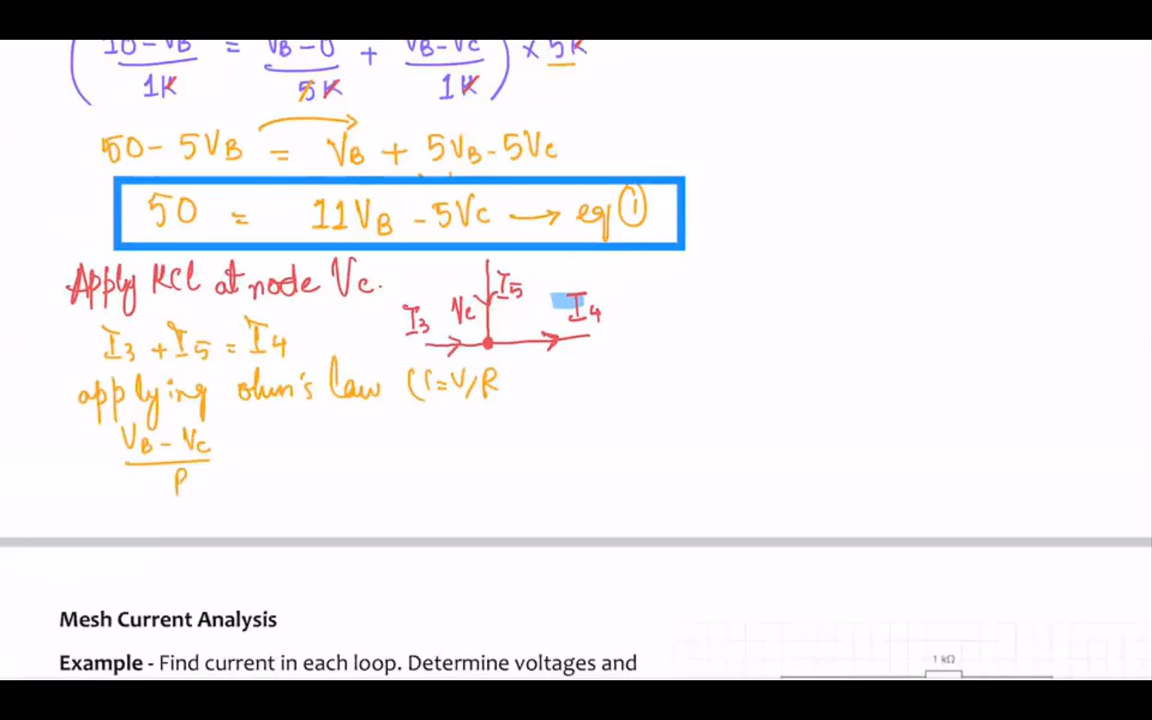 ( 10-VB / 1K = VB-0 / 5K + VB-VC / 1K ) × 5K
50 - 5VB = VB + 5VB - 5VC
50 = 11VB - 5VC → eq ①
Apply KCL at node Vc.
I3 Vc I5 I4
I3 + I5 = I4
applying ohm's law (I=V/R
VB - VC / R
Mesh Current Analysis
Example - Find current in each loop. Determine voltages and
1 kΩ